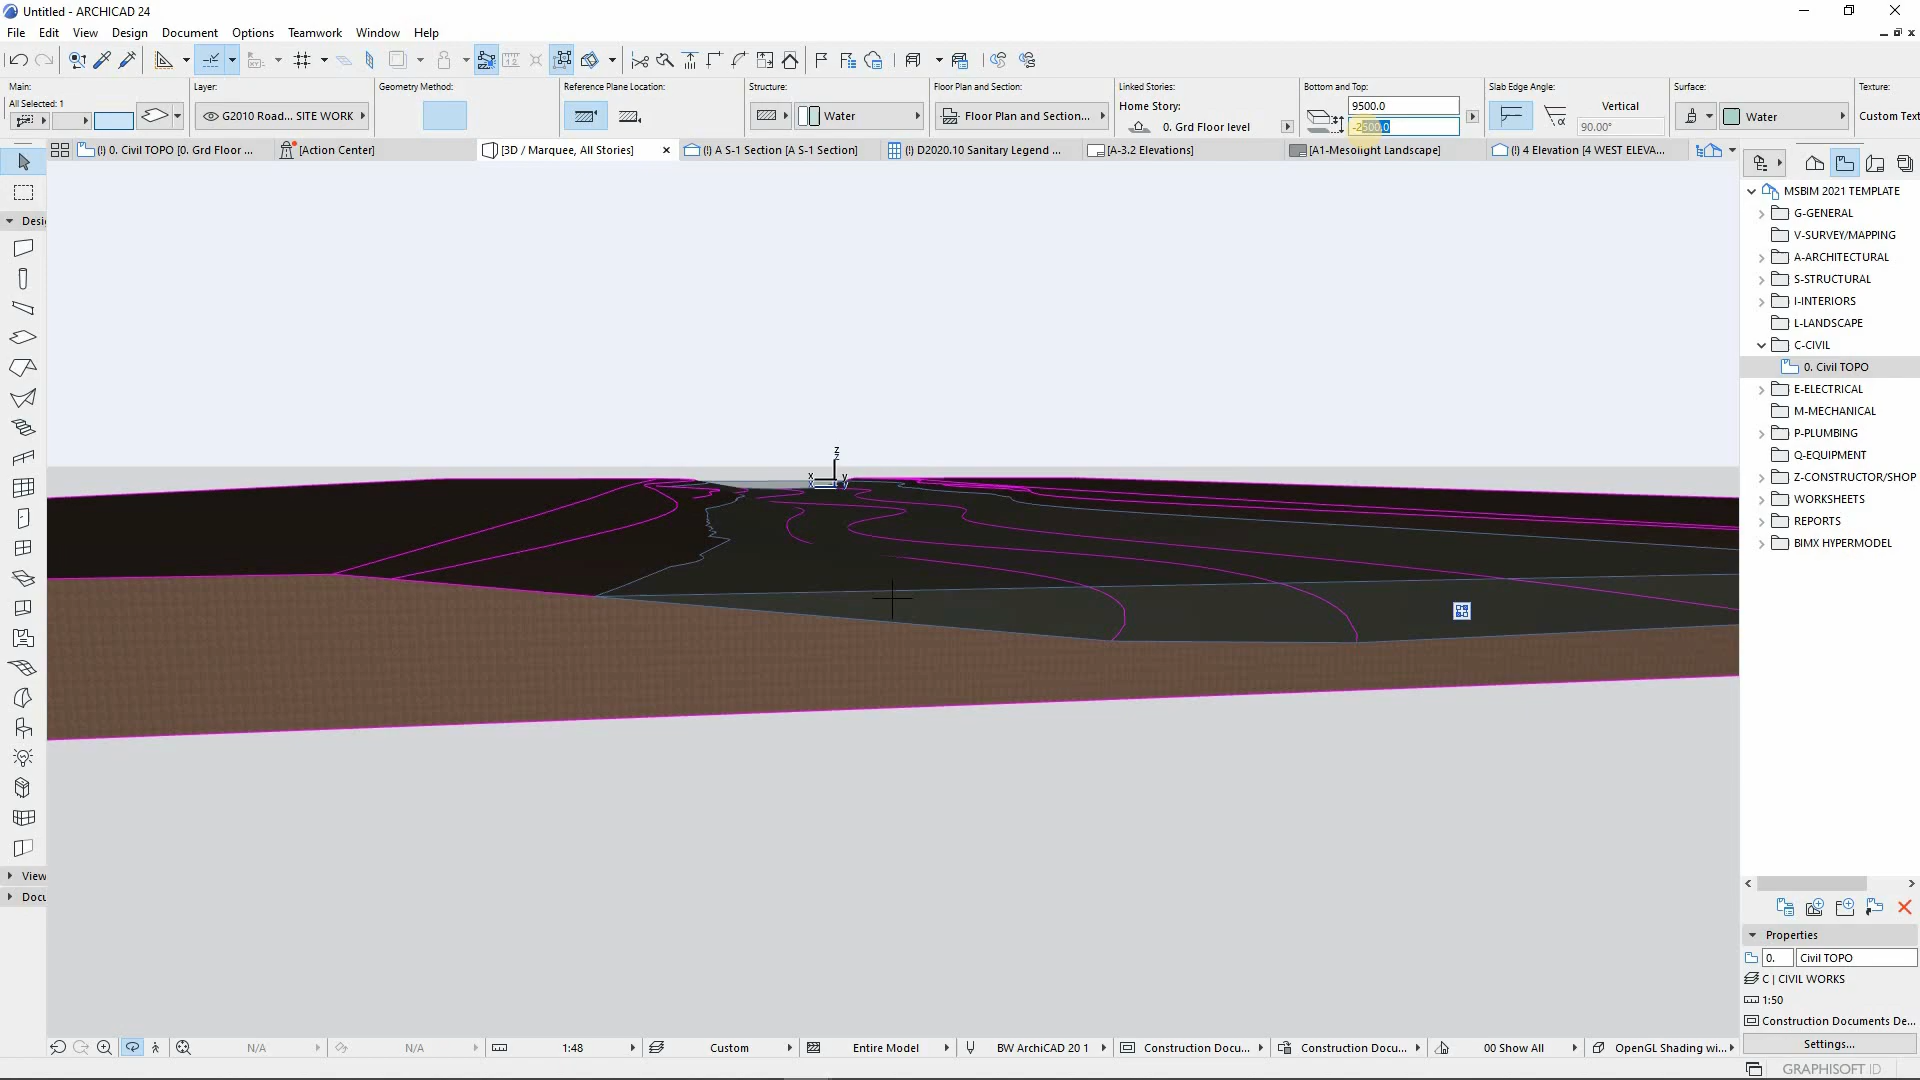 Untitled - ARCHICAD 24
File Edit View Design Document Options Teamwork Window Help
Main:
All Selected: 1
Layer:
G2010 Road... SITE WORK
Geometry Method:
Reference Plane Location:
Structure:
Water
Floor Plan and Section:
Floor Plan and Section...
Linked Stories:
Home Story:
0. Grd Floor level
Bottom and Top:
9500.0
-2500.0
Slab Edge Angle:
Vertical
90.00°
Surface:
Water
Texture:
Custom Text
(!) 0. Civil TOPO [0. Grd Floor ...
[Action Center]
[3D / Marquee, All Stories]
(!) A S-1 Section [A S-1 Section]
(!) D2020.10 Sanitary Legend ...
[A-3.2 Elevations]
[A1-Mesolight Landscape]
(!) 4 Elevation [4 WEST ELEVA...
Desi
View
Docu
z
z
x
y
x
y
MSBIM 2021 TEMPLATE
G-GENERAL
V-SURVEY/MAPPING
A-ARCHITECTURAL
S-STRUCTURAL
I-INTERIORS
L-LANDSCAPE
C-CIVIL
0. Civil TOPO
E-ELECTRICAL
M-MECHANICAL
P-PLUMBING
Q-EQUIPMENT
Z-CONSTRUCTOR/SHOP
WORKSHEETS
REPORTS
BIMX HYPERMODEL
Properties
0. Civil TOPO
C | CIVIL WORKS
1:50
Construction Documents De...
Settings...
N/A
N/A
1:48
Custom
Entire Model
BW ArchiCAD 20 1
Construction Docu...
Construction Docu...
00 Show All
OpenGL Shading wi...
GRAPHISOFT ID